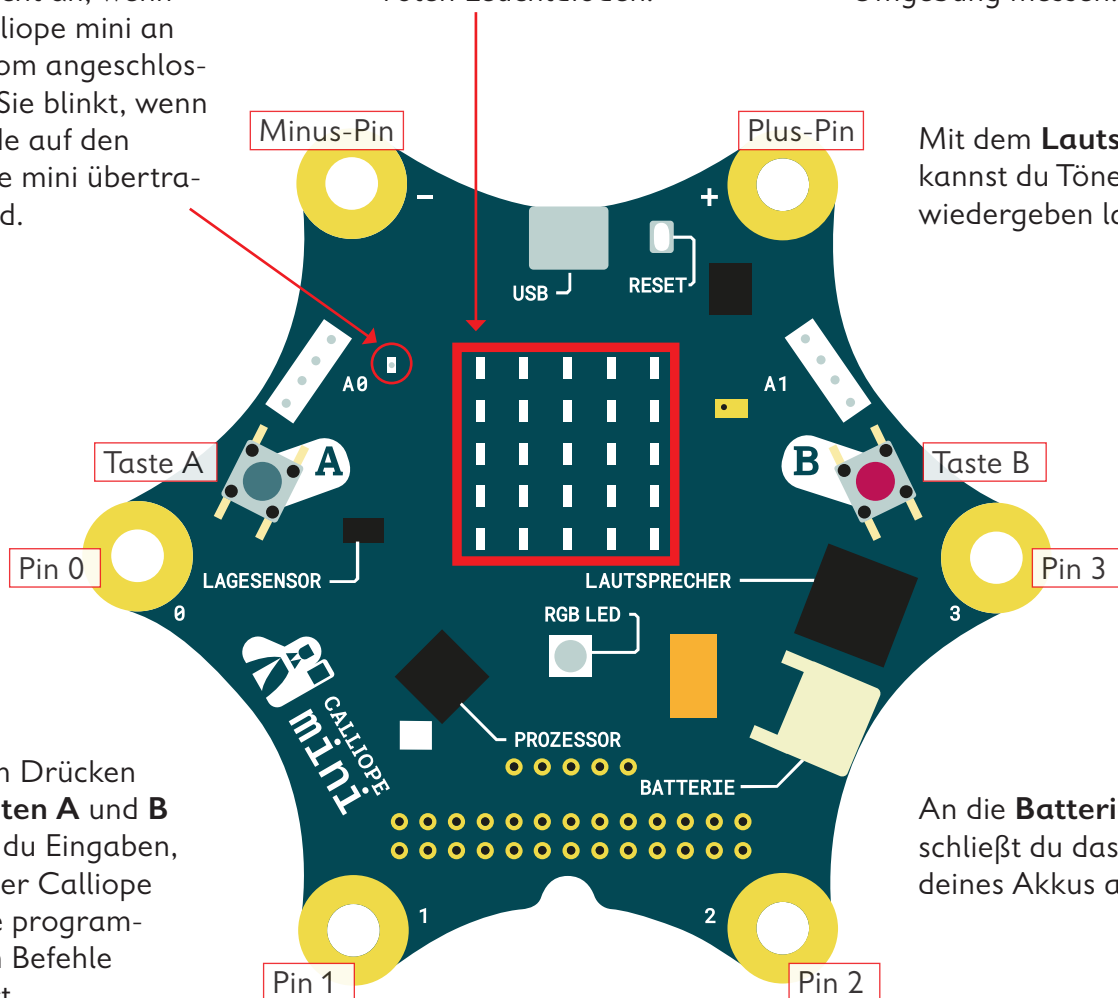 wenn
liope mini an
om angeschlos-
Sie blinkt, wenn
de auf den
e mini übertra-
d.
Minus-Pin
Plus-Pin
Mit dem Lauts
kannst du Töne
wiedergeben la
−
+
USB
RESET
A0
A1
Taste A
A
B
Taste B
Pin 0
LAGESENSOR
LAUTSPRECHER
Pin 3
0
RGB LED
3
CALLIOPE
mini
PROZESSOR
BATTERIE
n Drücken
ten A und B
du Eingaben,
er Calliope
e program-
n Befehle
An die Batteri
schließt du das
deines Akkus a
1
2
Pin 1
Pin 2